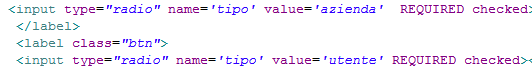 <input type="radio" name='tipo' value='azienda'  REQUIRED checked>
</label>
<label class="btn">
<input type="radio" name='tipo' value='utente' REQUIRED checked>